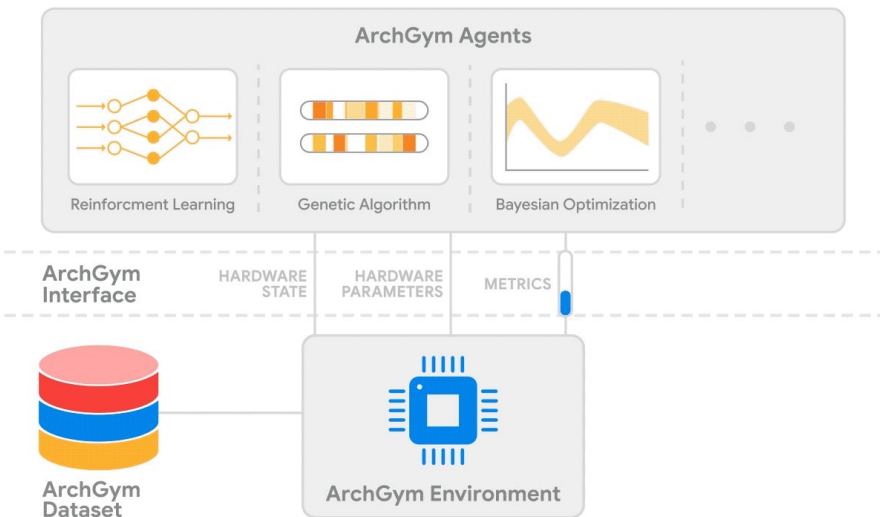 ArchGym Agents
Reinforcment Learning
Genetic Algorithm
Bayesian Optimization
ArchGym
Interface
HARDWARE
STATE
HARDWARE
PARAMETERS
METRICS
ArchGym
Dataset
ArchGym Environment